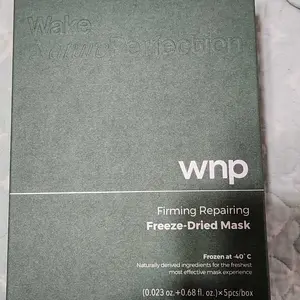 Wake
Natural Perfection
wnp
Firming Repairing
Freeze-Dried Mask
Frozen at -40°C
Naturally derived ingredients for the freshest
most effective mask experience
(0.023 oz.+0.68 fl. oz.)×5pcs/box